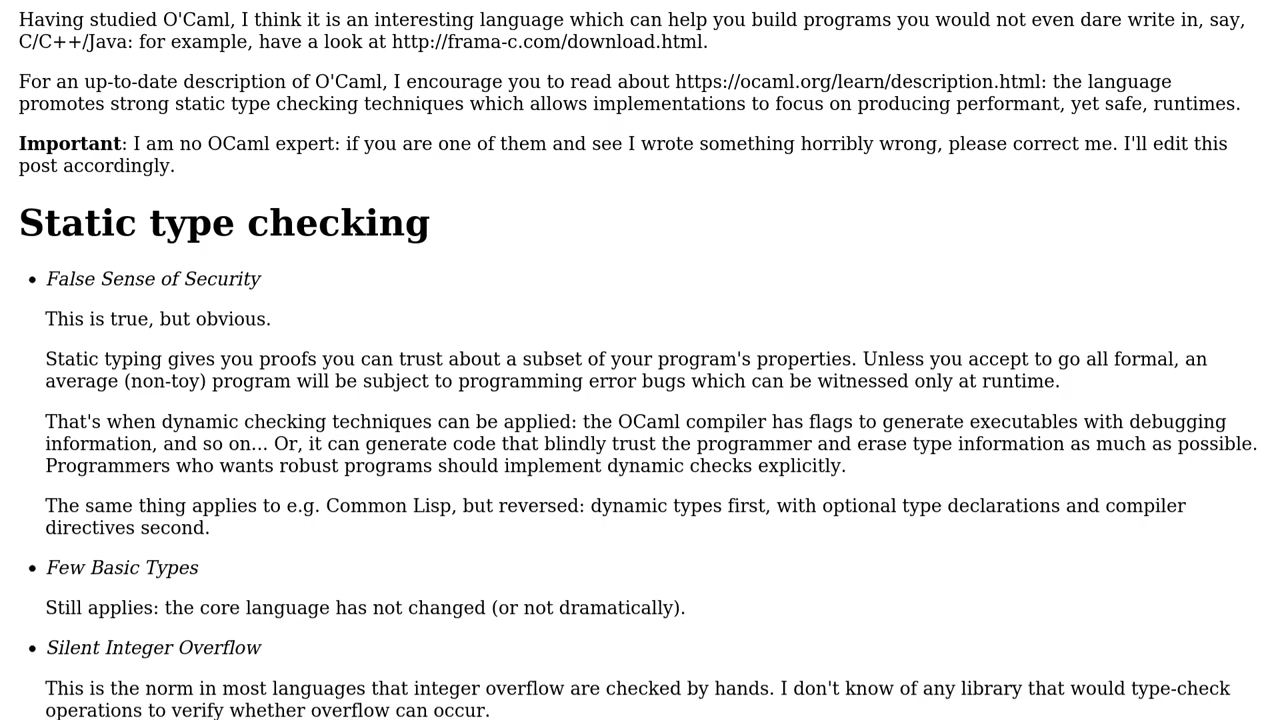 Having studied O'Caml, I think it is an interesting language which can help you build programs you would not even dare write in, say,
C/C++/Java: for example, have a look at http://frama-c.com/download.html.
For an up-to-date description of O'Caml, I encourage you to read about https://ocaml.org/learn/description.html: the language
promotes strong static type checking techniques which allows implementations to focus on producing performant, yet safe, runtimes.
Important: I am no OCaml expert: if you are one of them and see I wrote something horribly wrong, please correct me. I'll edit this
post accordingly.
Static type checking
• False Sense of Security
This is true, but obvious.
Static typing gives you proofs you can trust about a subset of your program's properties. Unless you accept to go all formal, an
average (non-toy) program will be subject to programming error bugs which can be witnessed only at runtime.
That's when dynamic checking techniques can be applied: the OCaml compiler has flags to generate executables with debugging
information, and so on... Or, it can generate code that blindly trust the programmer and erase type information as much as possible.
Programmers who wants robust programs should implement dynamic checks explicitly.
The same thing applies to e.g. Common Lisp, but reversed: dynamic types first, with optional type declarations and compiler
directives second.
• Few Basic Types
Still applies: the core language has not changed (or not dramatically).
• Silent Integer Overflow
This is the norm in most languages that integer overflow are checked by hands. I don't know of any library that would type-check
operations to verify whether overflow can occur.